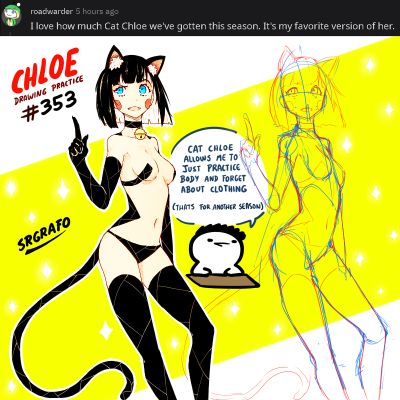 roadwarder 5 hours ago
I love how much Cat Chloe we've gotten this season. It's my favorite version of her.
CHLOE
DRAWING PRACTICE
#353
CAT CHLOE
ALLOWS ME TO
JUST PRACTICE
BODY AND FORGET
ABOUT CLOTHING
(THATS FOR ANOTHER SEASON)
SRGRAFO